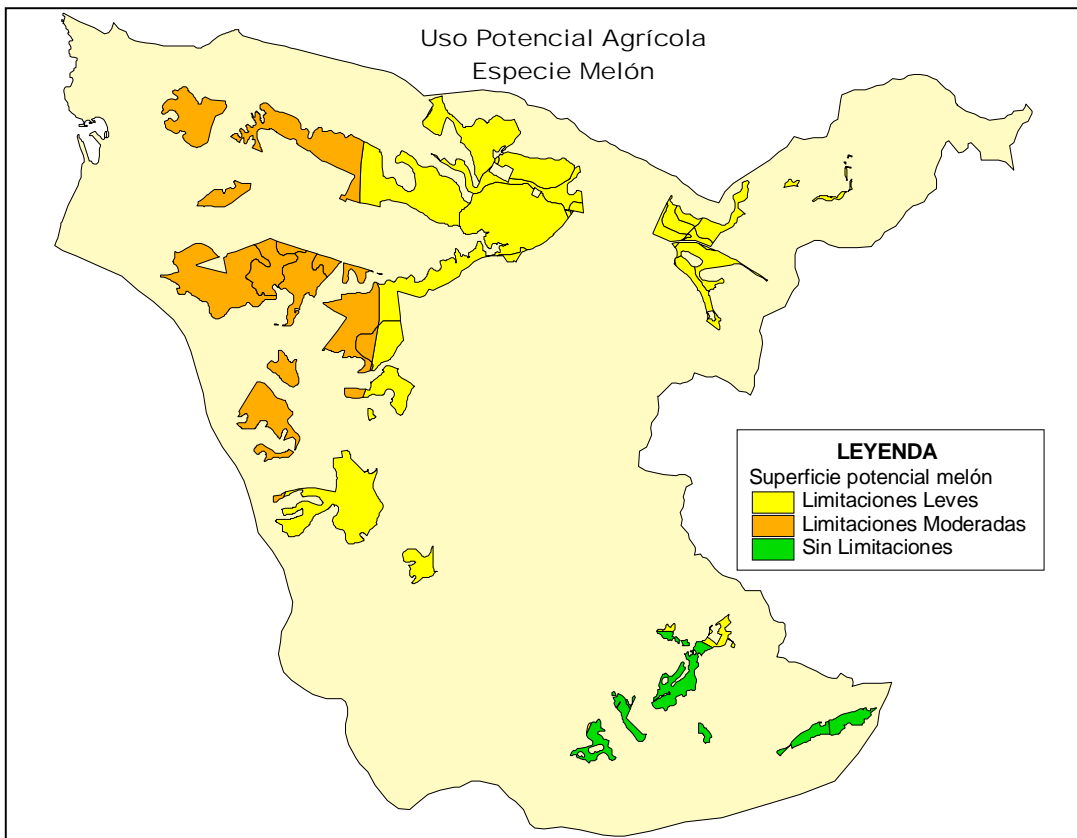 Uso Potencial Agrícola
Especie Melón
LEYENDA
Superficie potencial melón
Limitaciones Leves
Limitaciones Moderadas
Sin Limitaciones